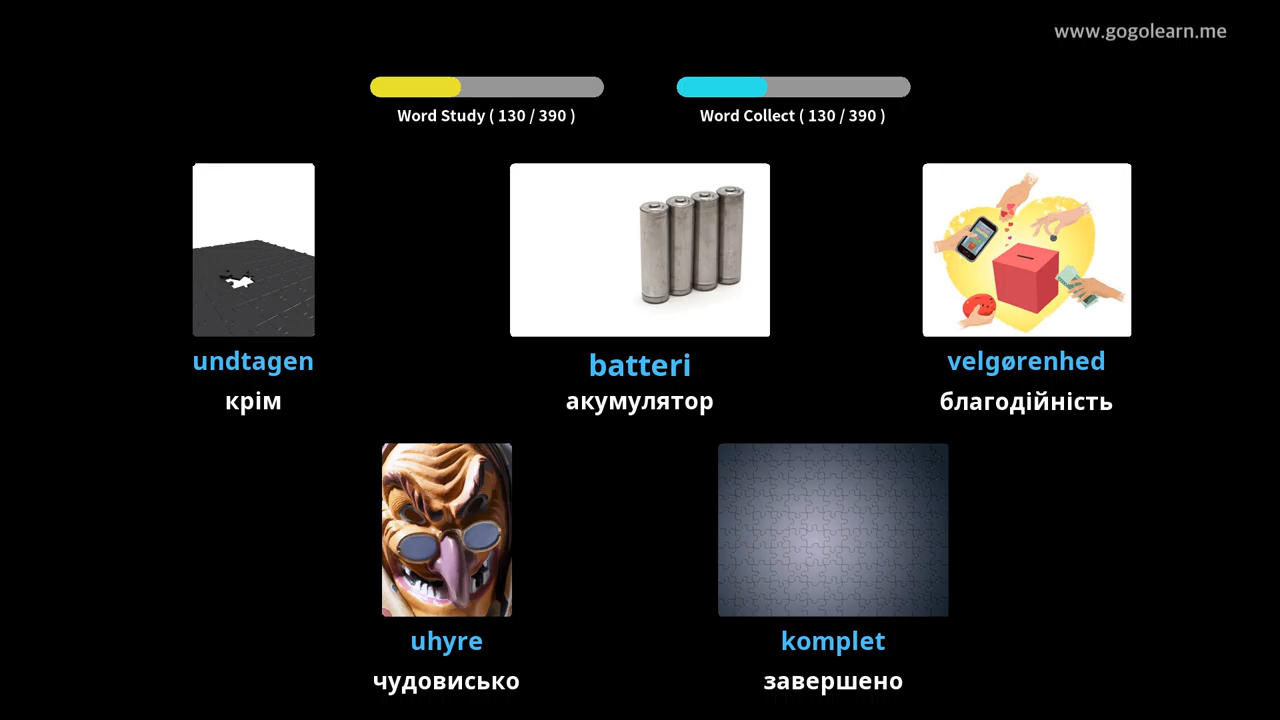 www.gogolearn.me
Word Study ( 130 / 390 )
Word Collect ( 130 / 390 )
undtagen
крім
batteri
акумулятор
velgørenhed
благодійність
uhyre
чудовисько
komplet
завершено